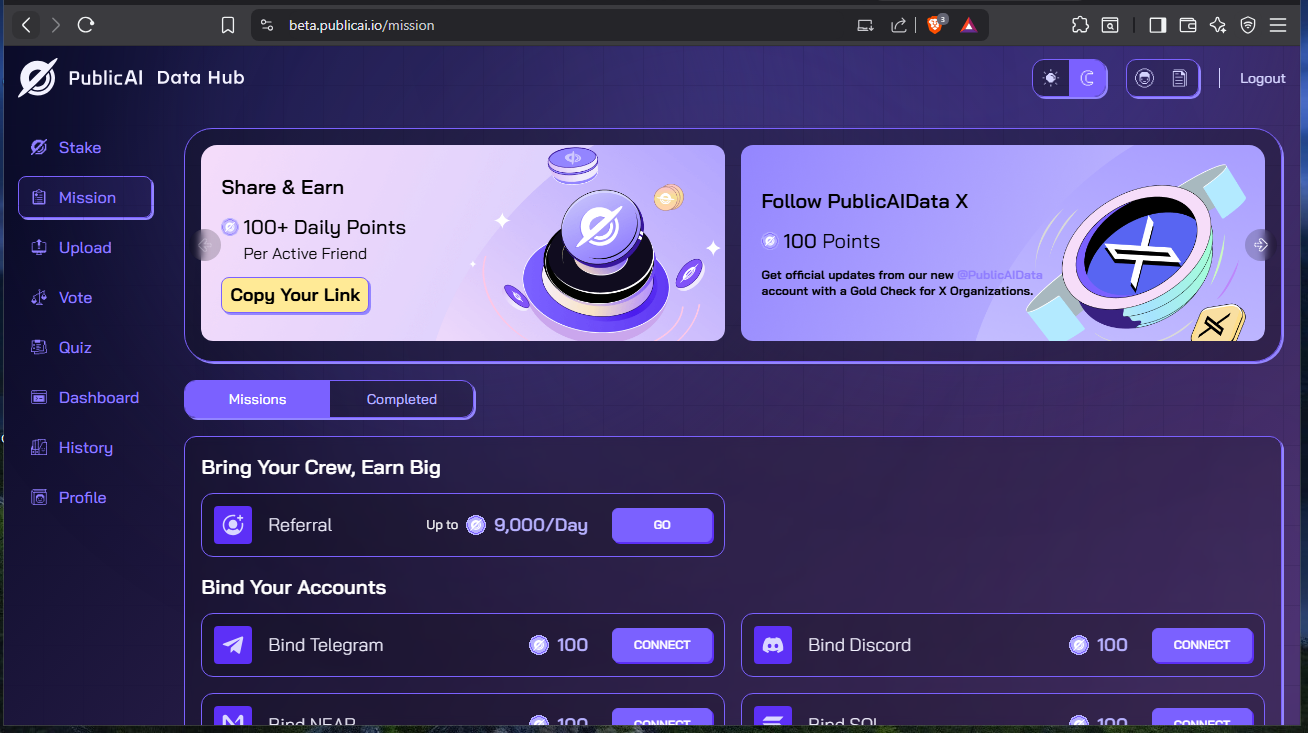 beta.publicai.io/mission
3
PublicAI Data Hub
Logout
Stake
Mission
Upload
Vote
Quiz
Dashboard
History
Profile
Share & Earn
100+ Daily Points
Per Active Friend
Copy Your Link
Follow PublicAIData X
100 Points
Get official updates from our new @PublicAIData
account with a Gold Check for X Organizations.
Missions
Completed
Bring Your Crew, Earn Big
Referral
Up to 9,000/Day
GO
Bind Your Accounts
Bind Telegram
100
CONNECT
Bind Discord
100
CONNECT
Bind NEAR
100
CONNECT
Bind SOL
100
CONNECT